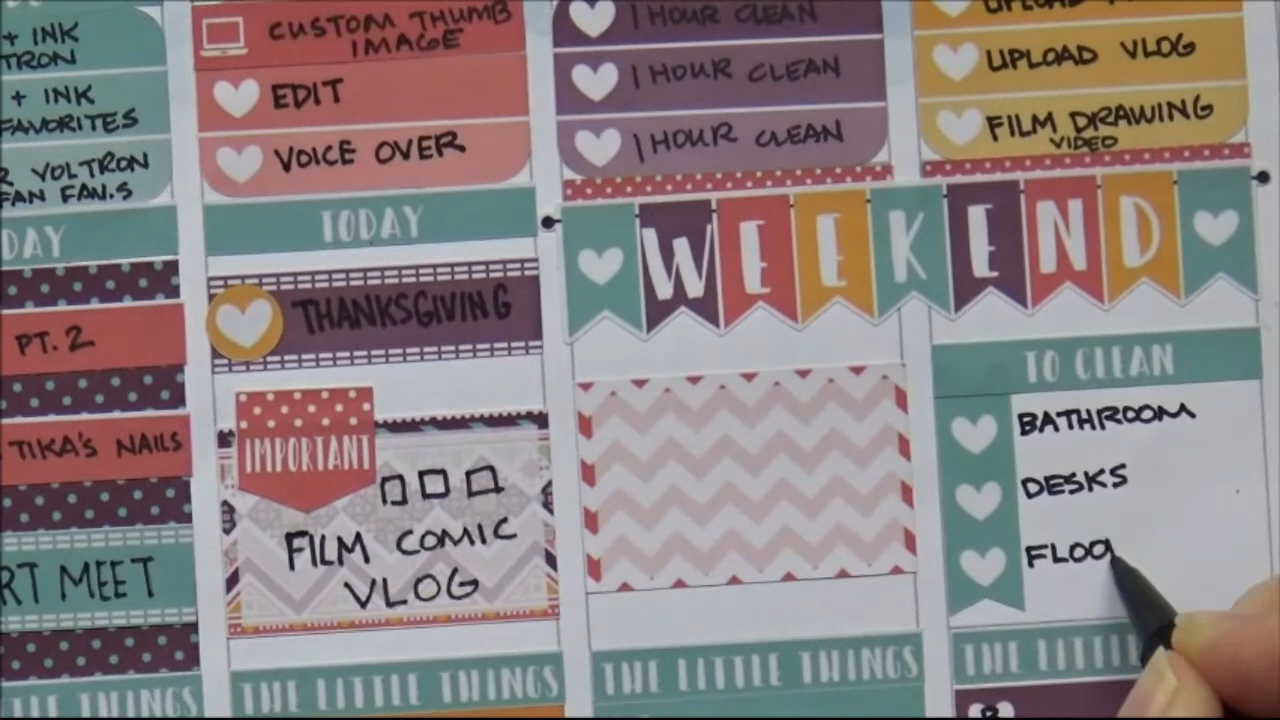 + INK
TRON
+ INK
FAVORITES
VOLTRON
FAN FAN.S
DAY
PT. 2
TIKA'S NAILS
RT MEET
THINGS
CUSTOM THUMB
IMAGE
EDIT
VOICE OVER
TODAY
THANKSGIVING
IMPORTANT
FILM COMIC
VLOG
THE LITTLE THINGS
1 HOUR CLEAN
1 HOUR CLEAN
1 HOUR CLEAN
UPLOAD
UPLOAD VLOG
FILM DRAWING
VIDEO
WEEKEND
THE LITTLE THINGS
TO CLEAN
BATHROOM
DESKS
FLOO
THE LITTL